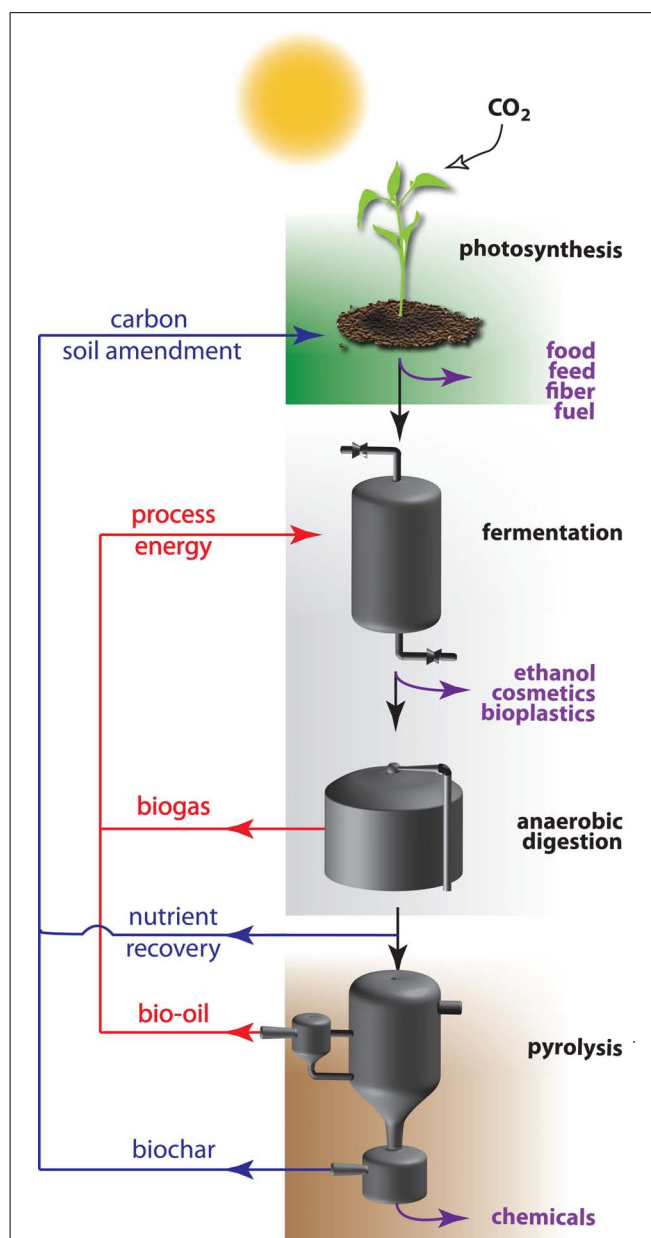 CO₂
photosynthesis
carbon
soil amendment
food
feed
fiber
fuel
process
energy
fermentation
ethanol
cosmetics
bioplastics
biogas
anaerobic
digestion
nutrient
recovery
bio-oil
pyrolysis
biochar
chemicals